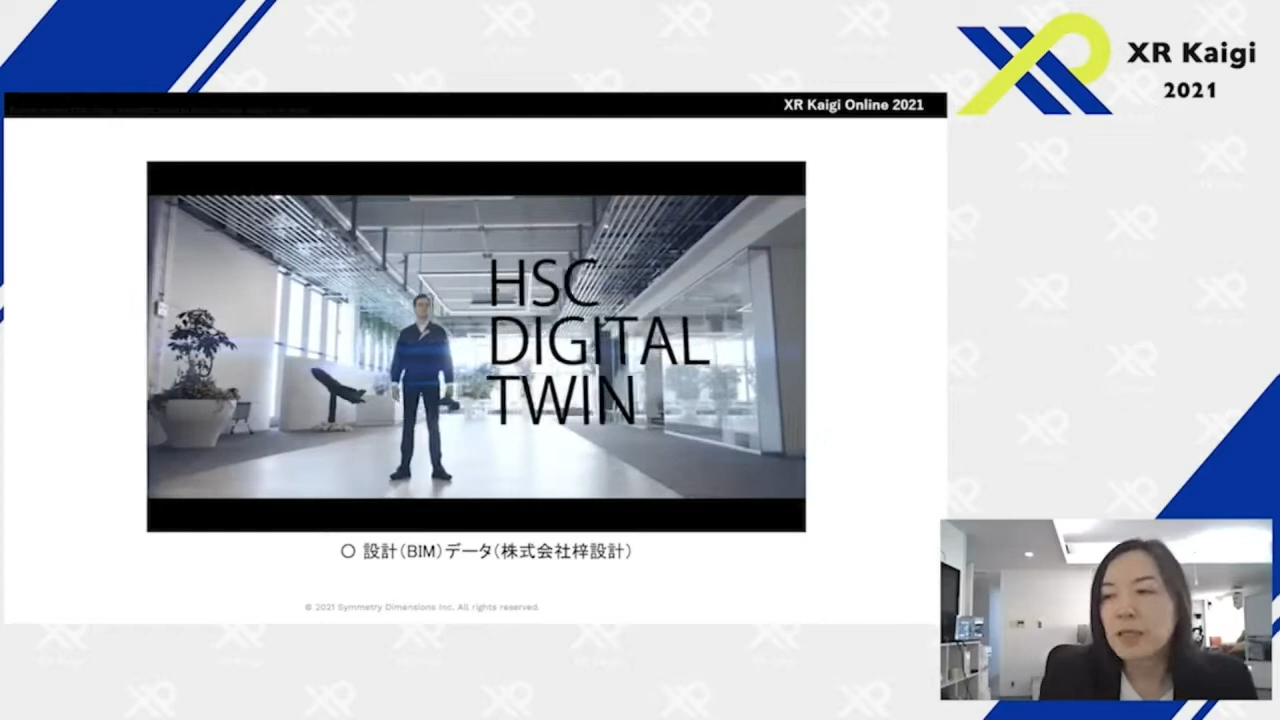 XR Kaigi
2021
XR Kaigi Online 2021
HSC
DIGITAL
TWIN
〇 設計(BIM)データ(株式会社梓設計)
© 2021 Symmetry Dimensions Inc. All rights reserved.